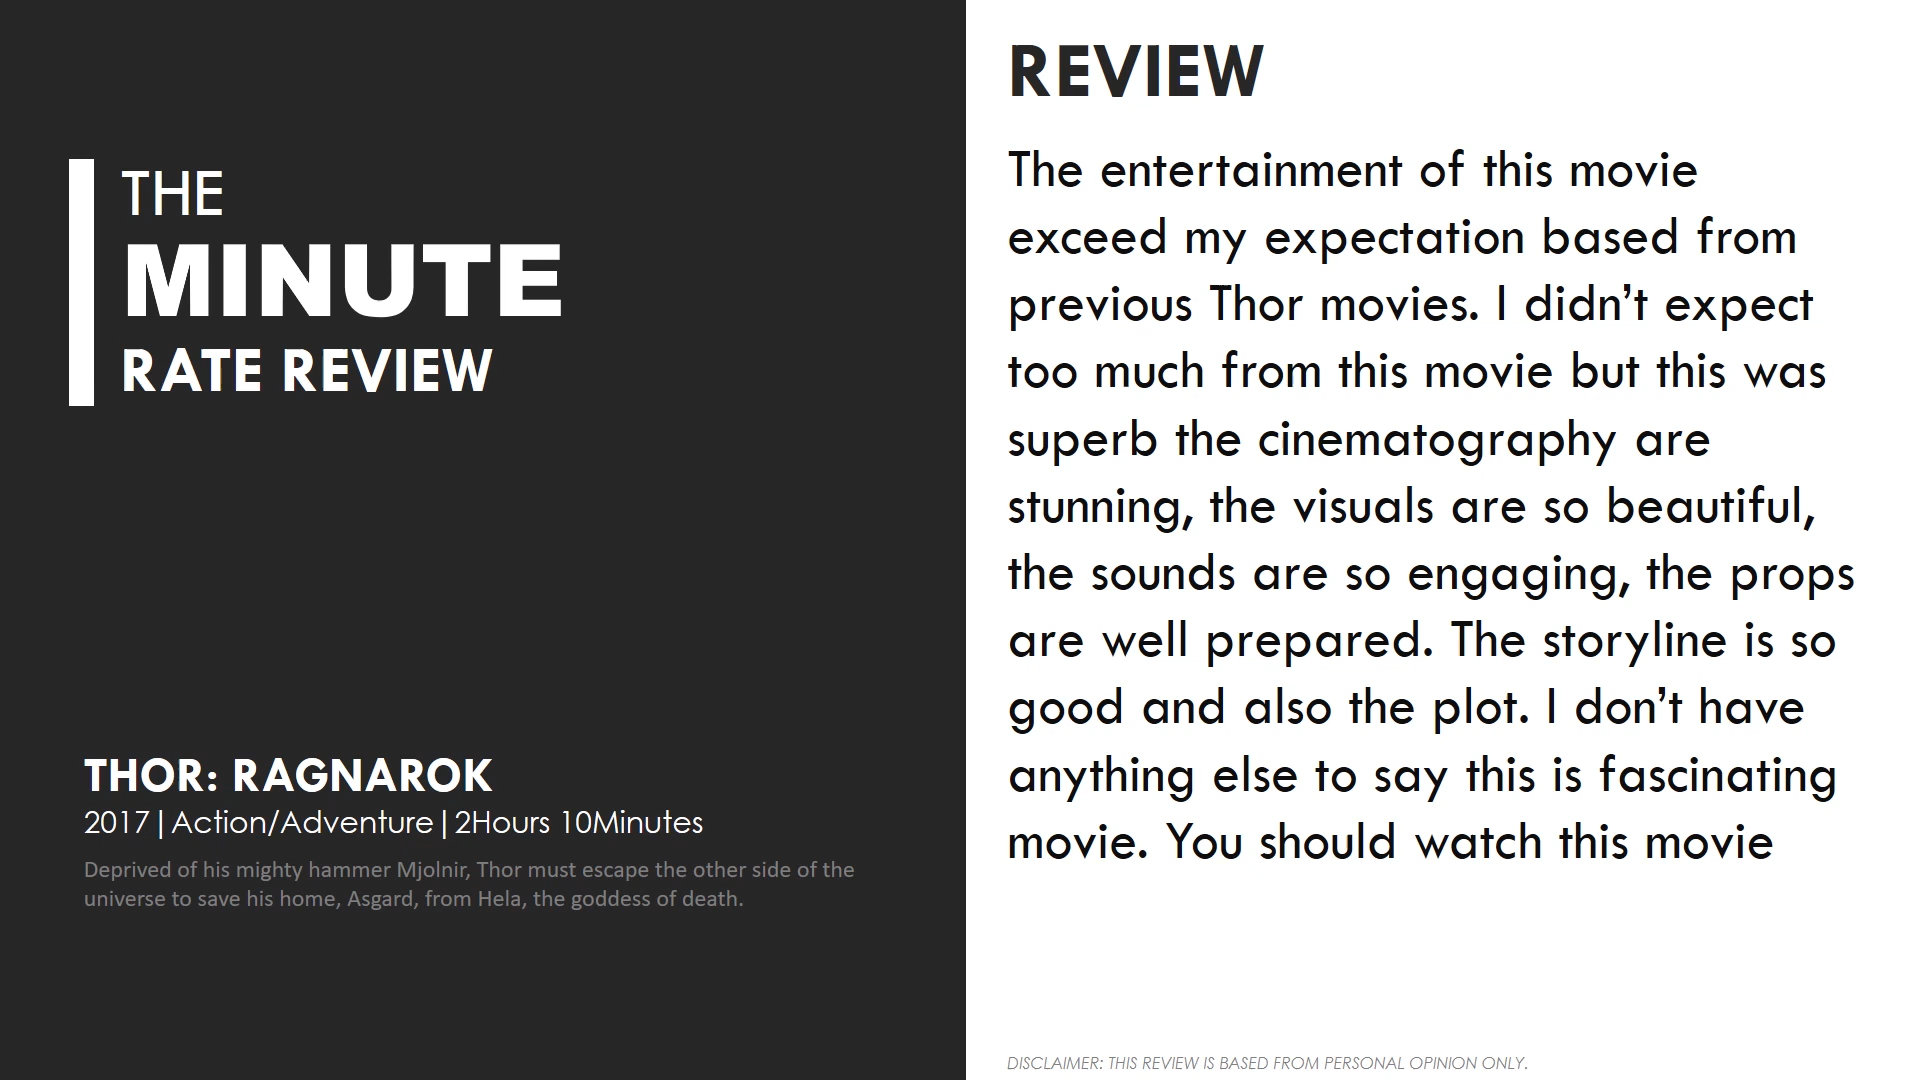 THE
MINUTE
RATE REVIEW
THOR: RAGNAROK
2017|Action/Adventure|2Hours 10Minutes
Deprived of his mighty hammer Mjolnir, Thor must escape the other side of the
universe to save his home, Asgard, from Hela, the goddess of death.
REVIEW
The entertainment of this movie
exceed my expectation based from
previous Thor movies. I didn’t expect
too much from this movie but this was
superb the cinematography are
stunning, the visuals are so beautiful,
the sounds are so engaging, the props
are well prepared. The storyline is so
good and also the plot. I don’t have
anything else to say this is fascinating
movie. You should watch this movie
DISCLAIMER: THIS REVIEW IS BASED FROM PERSONAL OPINION ONLY.